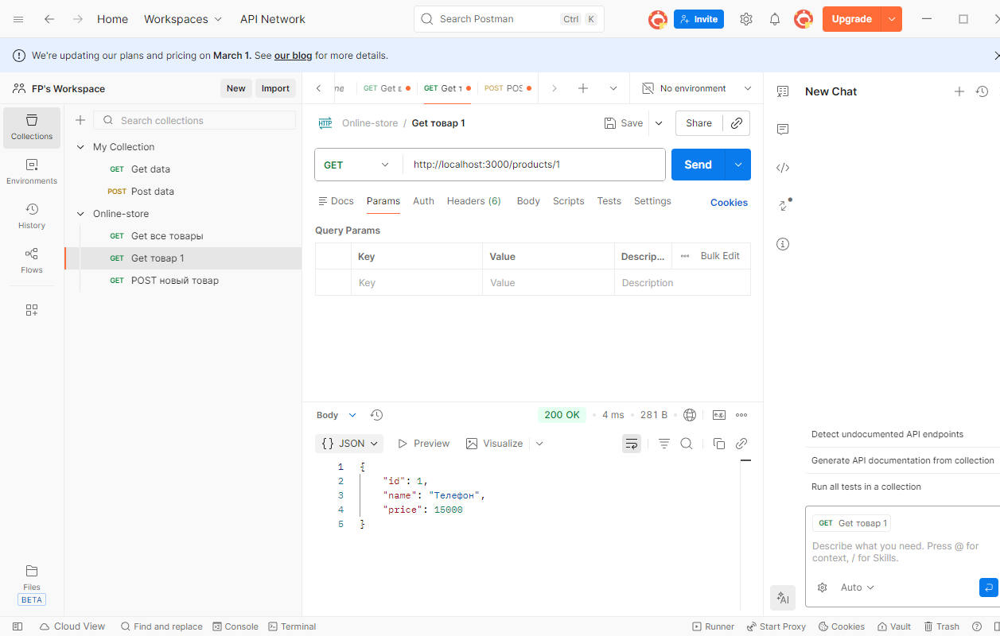 Home Workspaces API Network Search Postman Ctrl K Invite Upgrade
We're updating our plans and pricing on March 1. See our blog for more details.
FP's Workspace New Import
Collections
Environments
History
Flows
Files
BETA
Search collections
My Collection
GET Get data
POST Post data
Online-store
GET Get все товары
GET Get товар 1
GET POST новый товар
GET Get т POST No environment
HTTP Online-store / Get товар 1 Save Share
GET http://localhost:3000/products/1 Send
Docs Params Auth Headers (6) Body Scripts Tests Settings Cookies
Query Params
Key Value Descrip... Bulk Edit
Key Value Description
Body 200 OK 4 ms 281 B e.g.
{} JSON Preview Visualize
1 {
2 "id": 1,
3 "name": "Телефон",
4 "price": 15000
5 }
New Chat
Detect undocumented API endpoints
Generate API documentation from collection
Run all tests in a collection
GET Get товар 1
Describe what you need. Press @ for
context, / for Skills.
Auto
AI
Cloud View Find and replace Console Terminal Runner Start Proxy Cookies Vault Trash